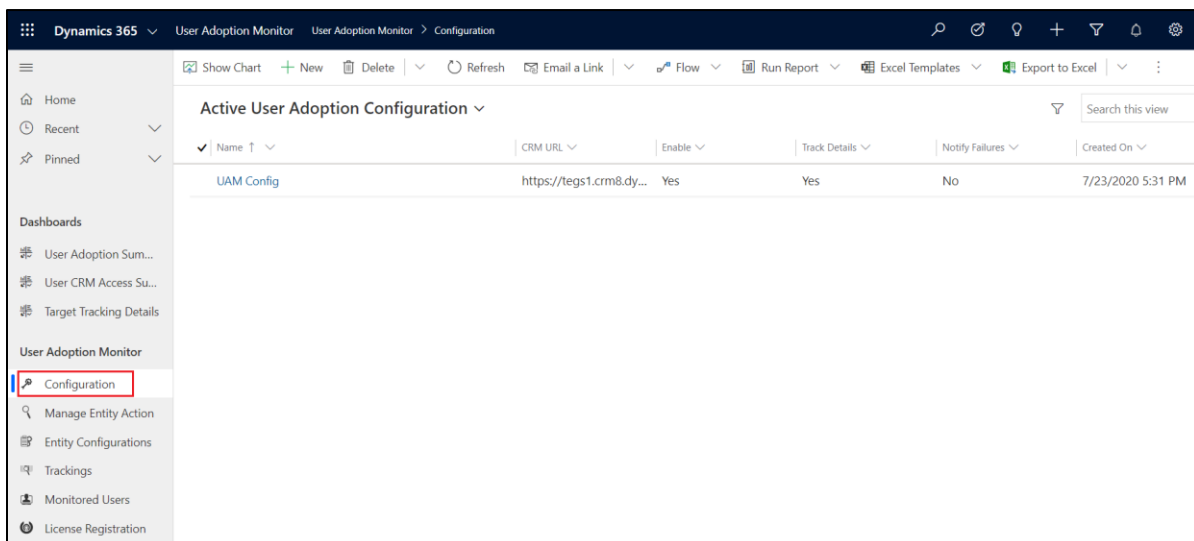 Dynamics 365 User Adoption Monitor User Adoption Monitor > Configuration
Show Chart New Delete Refresh Email a Link Flow Run Report Excel Templates Export to Excel
Home
Recent
Pinned
Active User Adoption Configuration
Search this view
Name ↑ CRM URL Enable Track Details Notify Failures Created On
UAM Config https://tegs1.crm8.dy... Yes Yes No 7/23/2020 5:31 PM
Dashboards
User Adoption Sum...
User CRM Access Su...
Target Tracking Details
User Adoption Monitor
Configuration
Manage Entity Action
Entity Configurations
Trackings
Monitored Users
License Registration